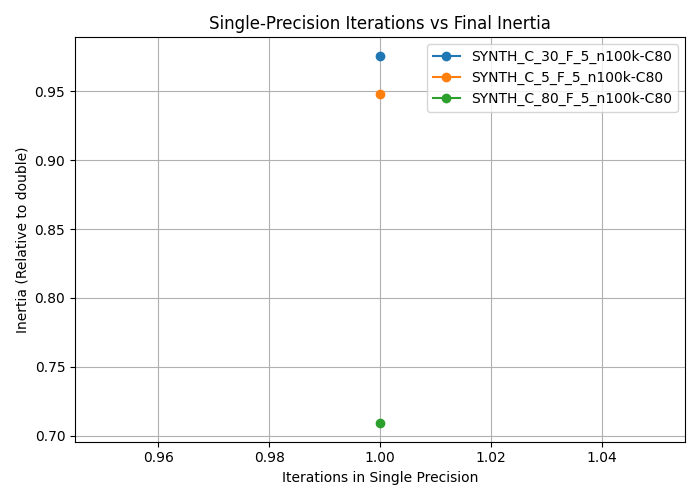 Single-Precision Iterations vs Final Inertia
SYNTH_C_30_F_5_n100k-C80
SYNTH_C_5_F_5_n100k-C80
SYNTH_C_80_F_5_n100k-C80
Inertia (Relative to double)
0.95
0.90
0.85
0.80
0.75
0.70
0.96 0.98 1.00 1.02 1.04
Iterations in Single Precision